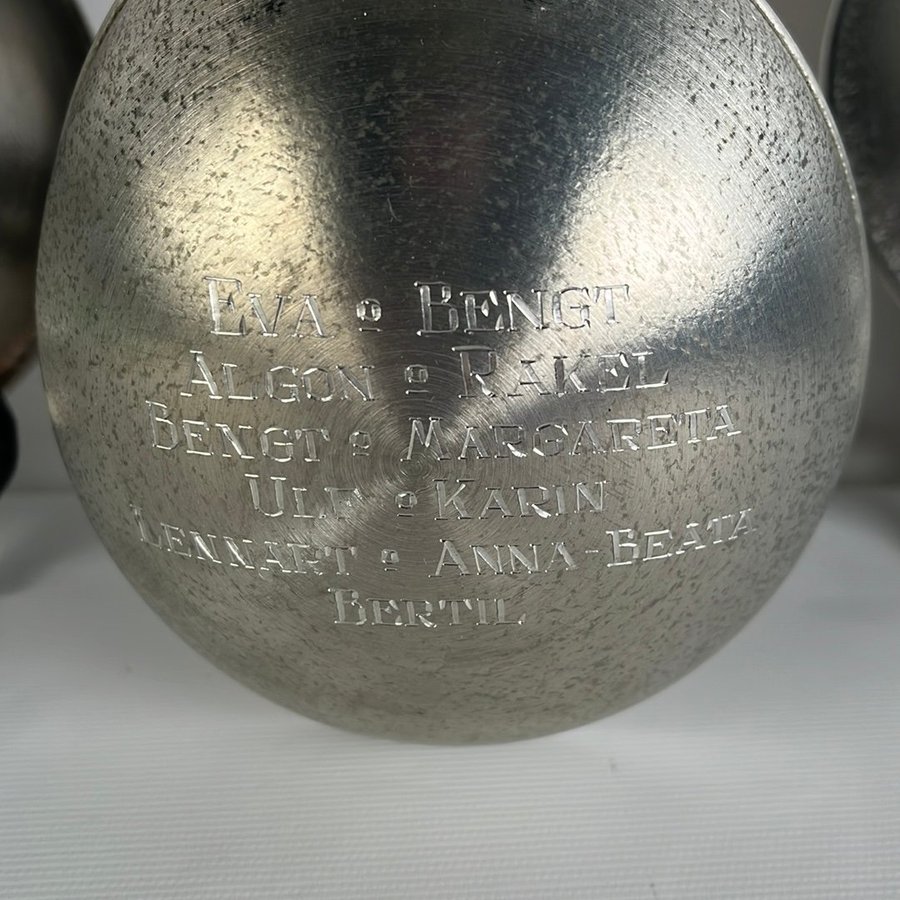 EVA o BENGT
ALGON o RAKEL
BENGT o MARGARETA
ULF o KARIN
LENNART o ANNA-BEATA
BERTIL